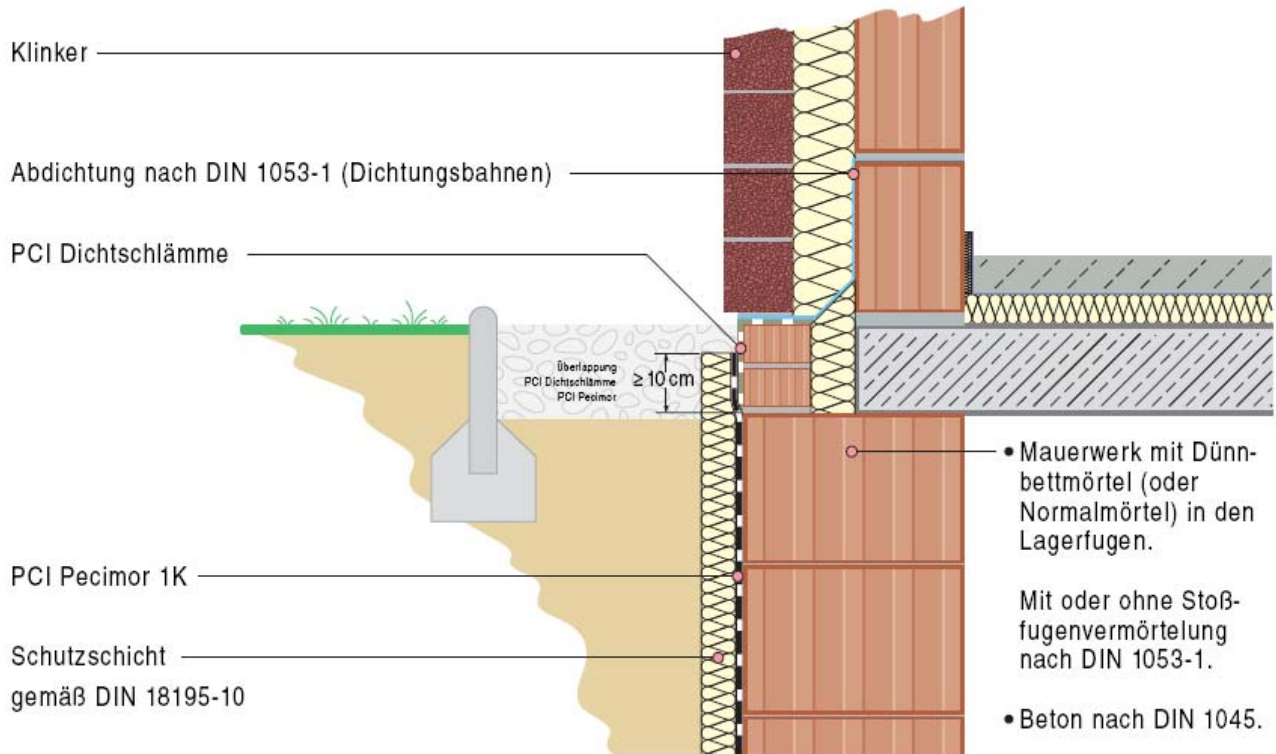 Klinker
Abdichtung nach DIN 1053-1 (Dichtungsbahnen)
PCI Dichtschlämme
Überlappung
PCI Dichtschlämme
PCI Pecimor
≥ 10 cm
PCI Pecimor 1K
Schutzschicht
gemäß DIN 18195-10
• Mauerwerk mit Dünn-
bettmörtel (oder
Normalmörtel) in den
Lagerfugen.
Mit oder ohne Stoß-
fugenvermörtelung
nach DIN 1053-1.
• Beton nach DIN 1045.